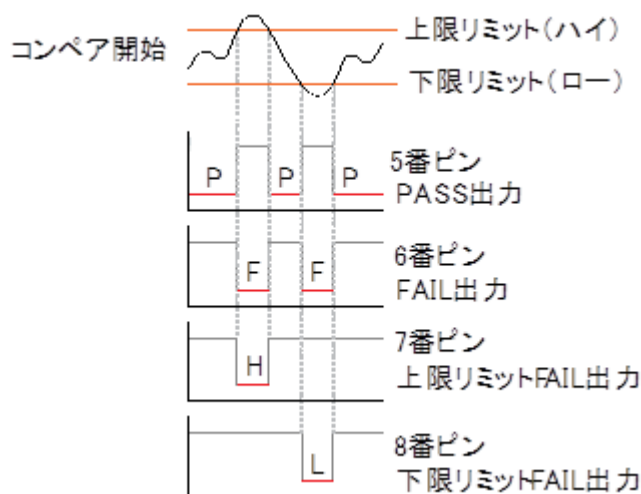 上限リミット(ハイ)
コンペア開始
下限リミット(ロー)
P P P
5番ピン
PASS出力
F F
6番ピン
FAIL出力
H
7番ピン
上限リミットFAIL出力
L
8番ピン
下限リミットFAIL出力